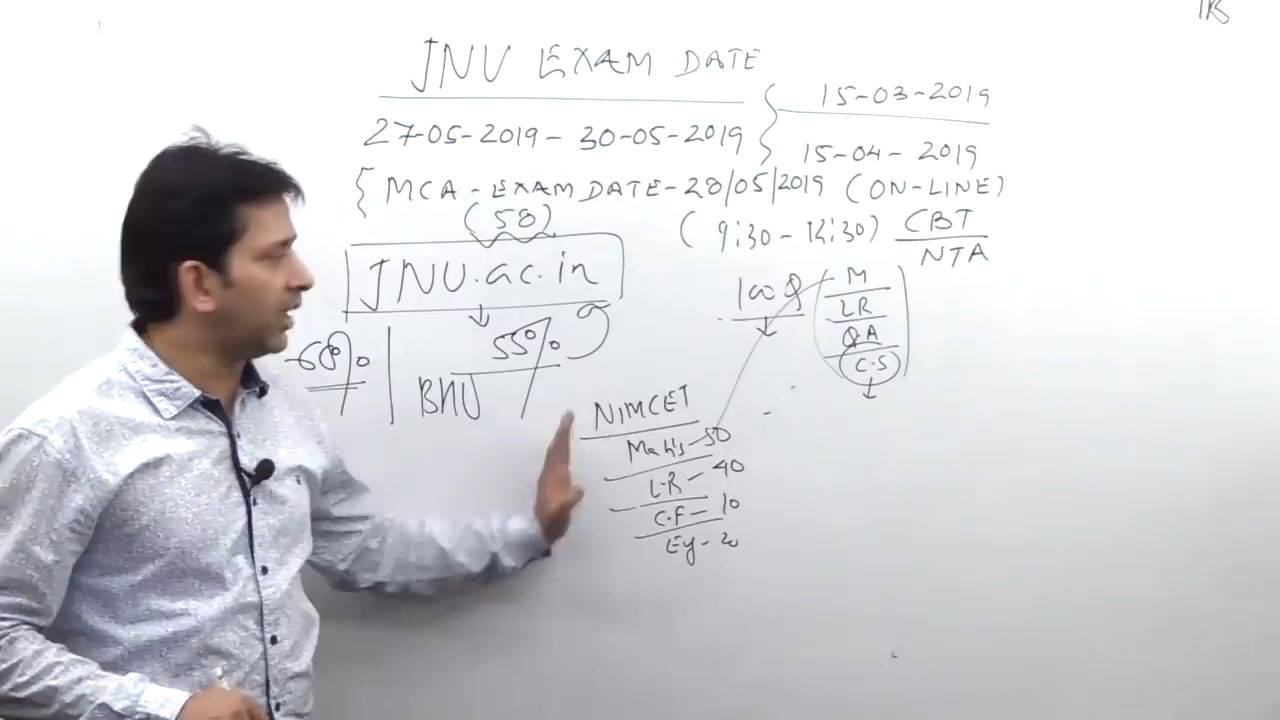 JNU EXAM DATE
27-05-2019 - 30-05-2019
15-03-2019
15-04-2019
MCA - EXAM DATE - 28/05/2019 (ON-LINE)
(58)
(9:30 - 12:30) CBT
NTA
JNU.ac.in
100 Q
M
LR
QA
C.S
60%
55%
BHU
NIMCET
Maths - 50
L.R - 40
C.F - 10
Ey - 20